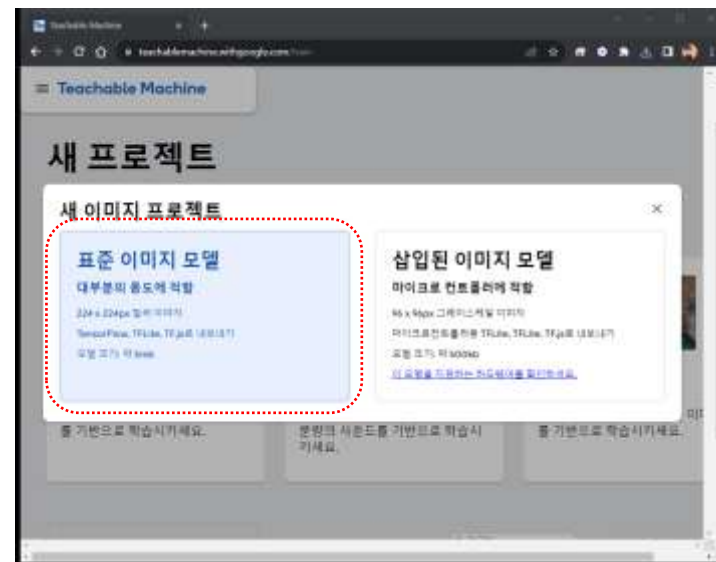 Teachable Machine
teachablemachine.withgoogle.com/train
Teachable Machine
새 프로젝트
새 이미지 프로젝트
표준 이미지 모델
대부분의 용도에 적합
224 x 224px 컬러 이미지
TensorFlow, TFLite, TF.js로 내보내기
모델 크기: 약 5mb
삽입된 이미지 모델
마이크로 컨트롤러에 적합
96 x 96px 그레이스케일 이미지
마이크로컨트롤러용 TFLite, TFLite, TF.js로 내보내기
모델 크기: 약 500kb
이 모델을 지원하는 하드웨어를 확인하세요.
를 기반으로 학습시키세요.
분량의 사운드를 기반으로 학습시
키세요.
를 기반으로 학습시키세요.